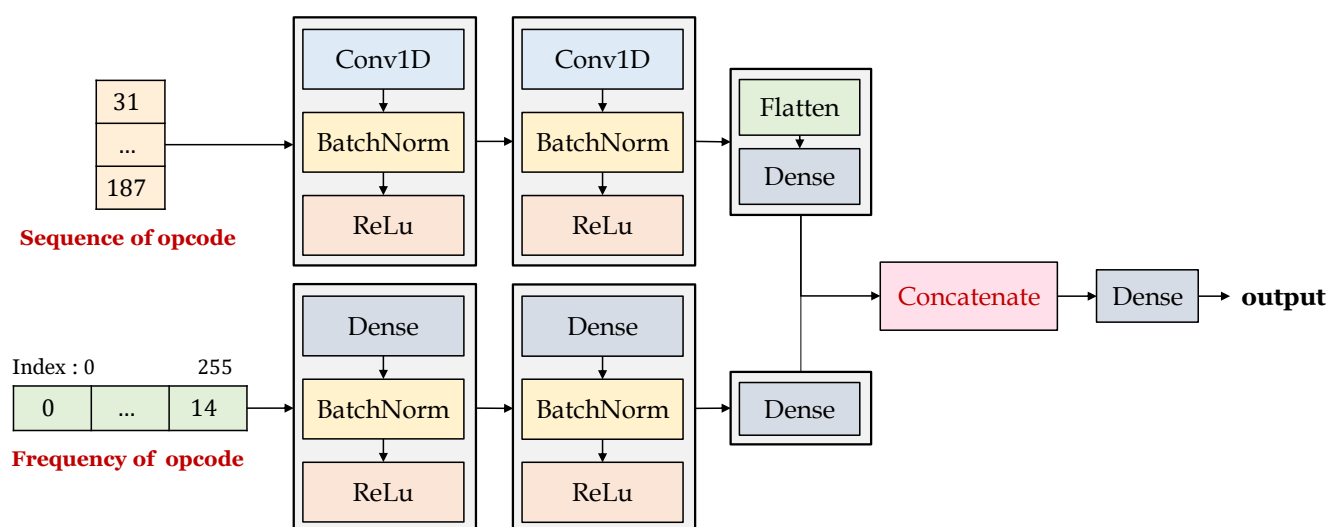 31
...
187
Sequence of opcode
Conv1D
BatchNorm
ReLu
Conv1D
BatchNorm
ReLu
Flatten
Dense
Index : 0 255
0 ... 14
Frequency of opcode
Dense
BatchNorm
ReLu
Dense
BatchNorm
ReLu
Dense
Concatenate
Dense
output